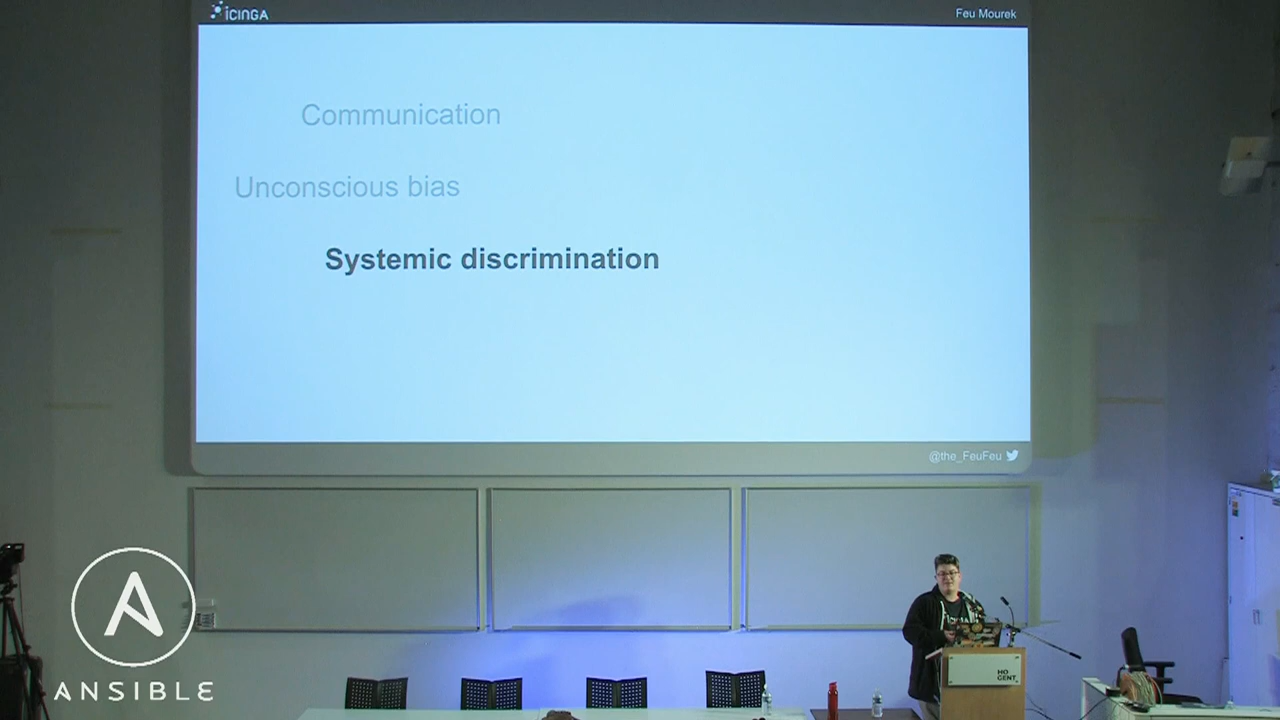 iCINGA
Feu Mourek
Communication
Unconscious bias
Systemic discrimination
@the_FeuFeu
HO
GENT
ANSIBLE